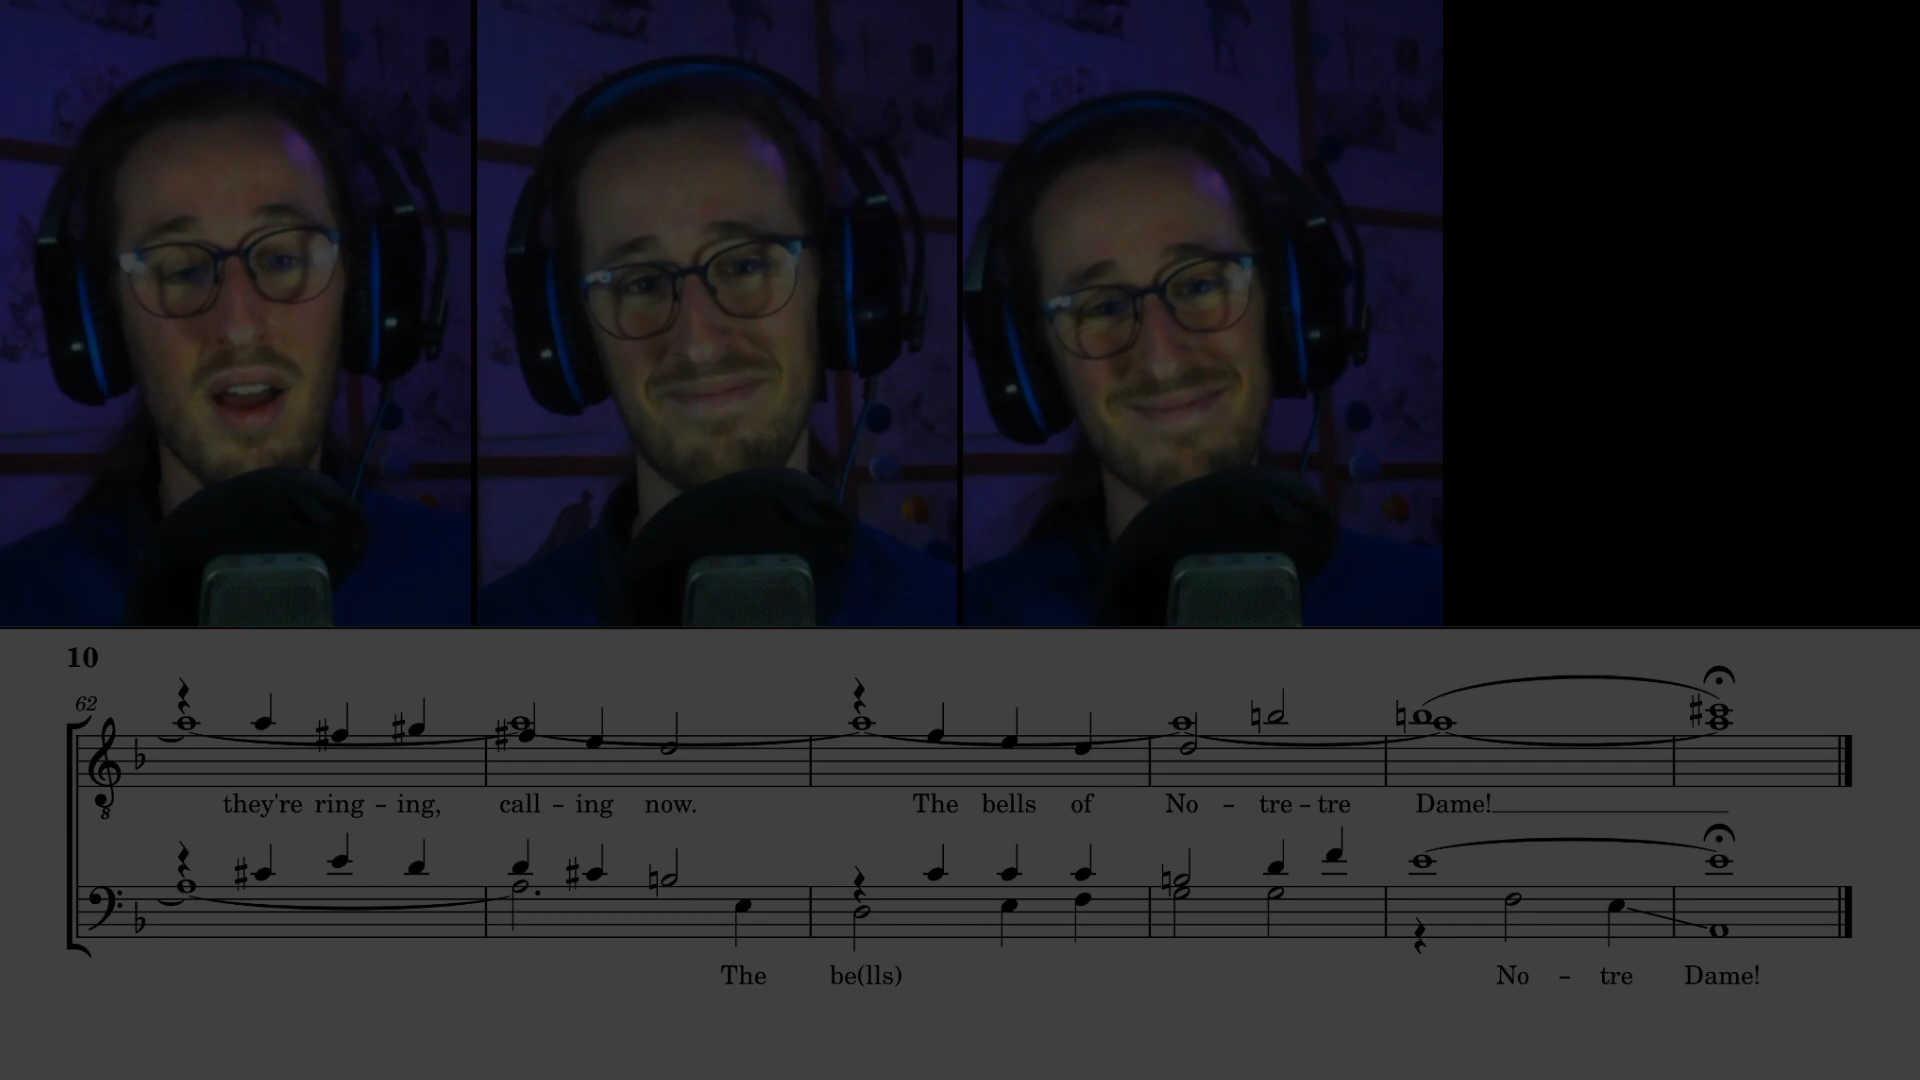 10
62
they're ring - ing, call - ing now. The bells of No - tre - tre Dame!
8
The be(lls) No - tre Dame!